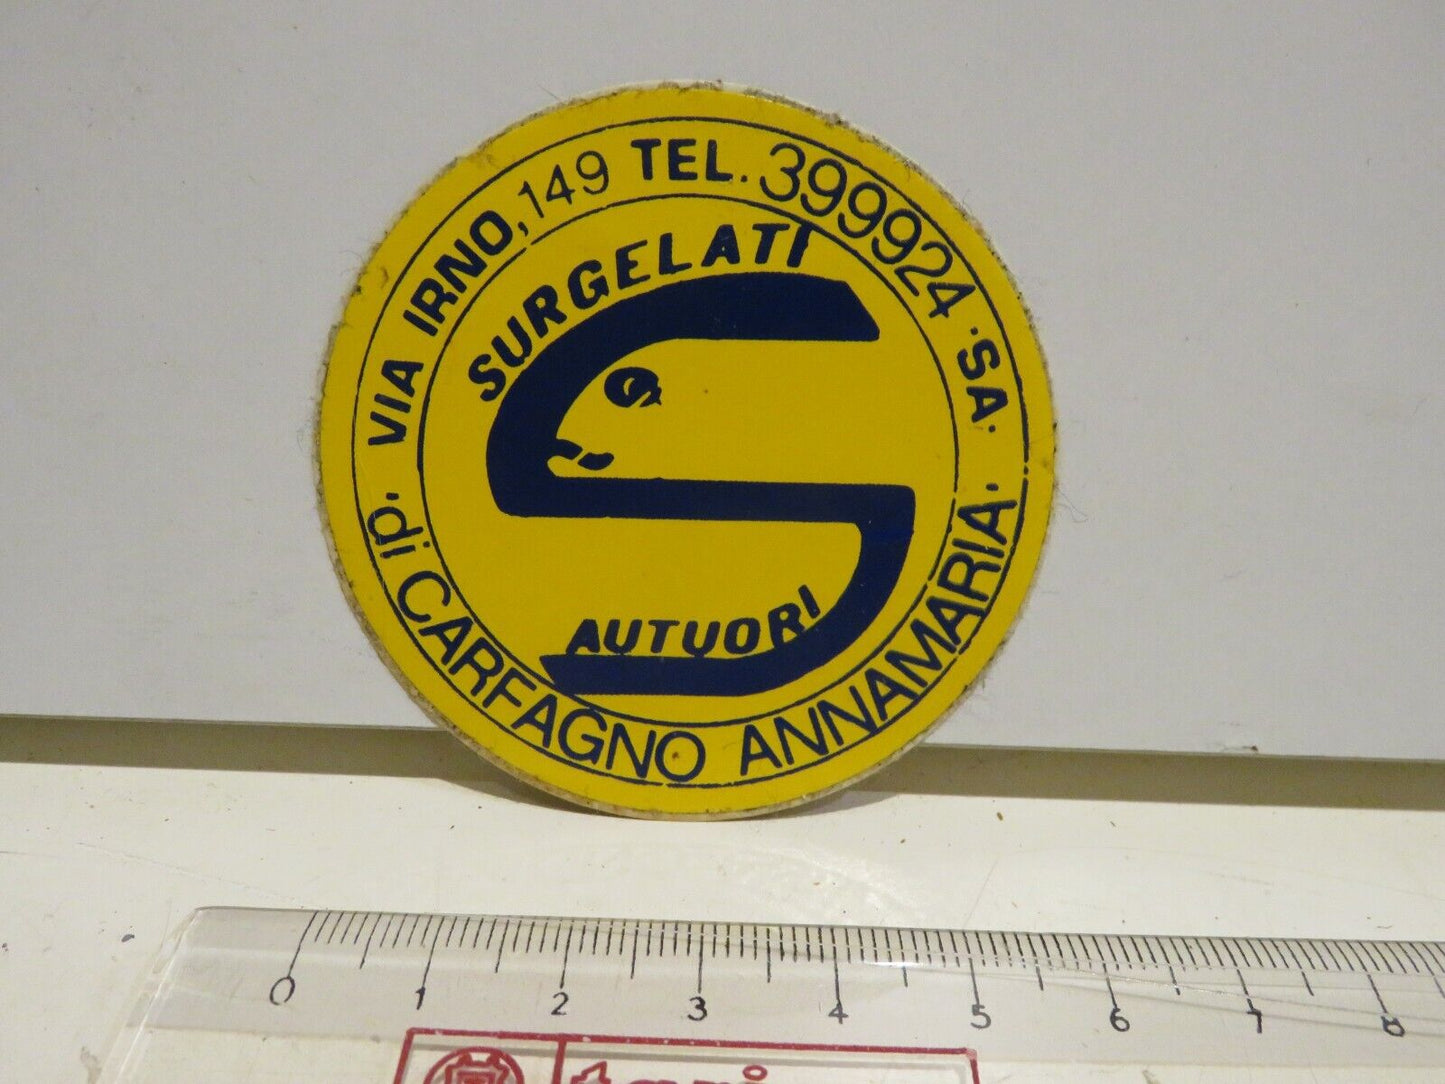 · VIA IRNO, 149 TEL. 399924 · SA ·
SURGELATI
AUTUORI
di CARFAGNO ANNAMARIA
0 1 2 3 4 5 6 7 8